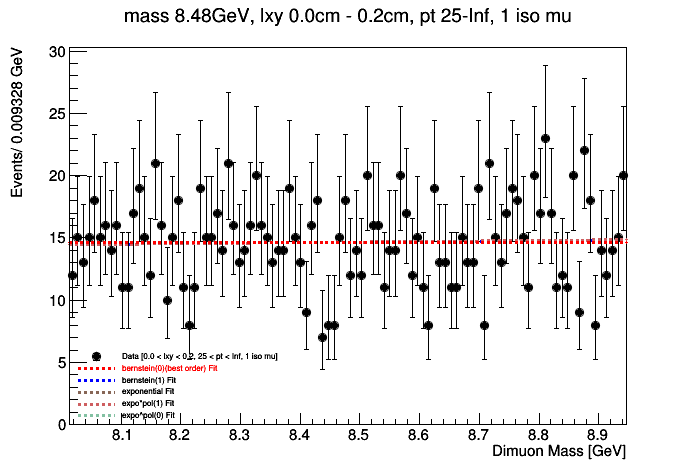 mass 8.48GeV, lxy 0.0cm - 0.2cm, pt 25-Inf, 1 iso mu
Events/ 0.009328 GeV
30
25
20
15
10
5
0
Data [0.0 < lxy < 0.2, 25 < pt < Inf, 1 iso mu]
bernstein(0)(best order) Fit
bernstein(1) Fit
exponential Fit
expo*pol(1) Fit
expo*pol(0) Fit
8.1 8.2 8.3 8.4 8.5 8.6 8.7 8.8 8.9
Dimuon Mass [GeV]